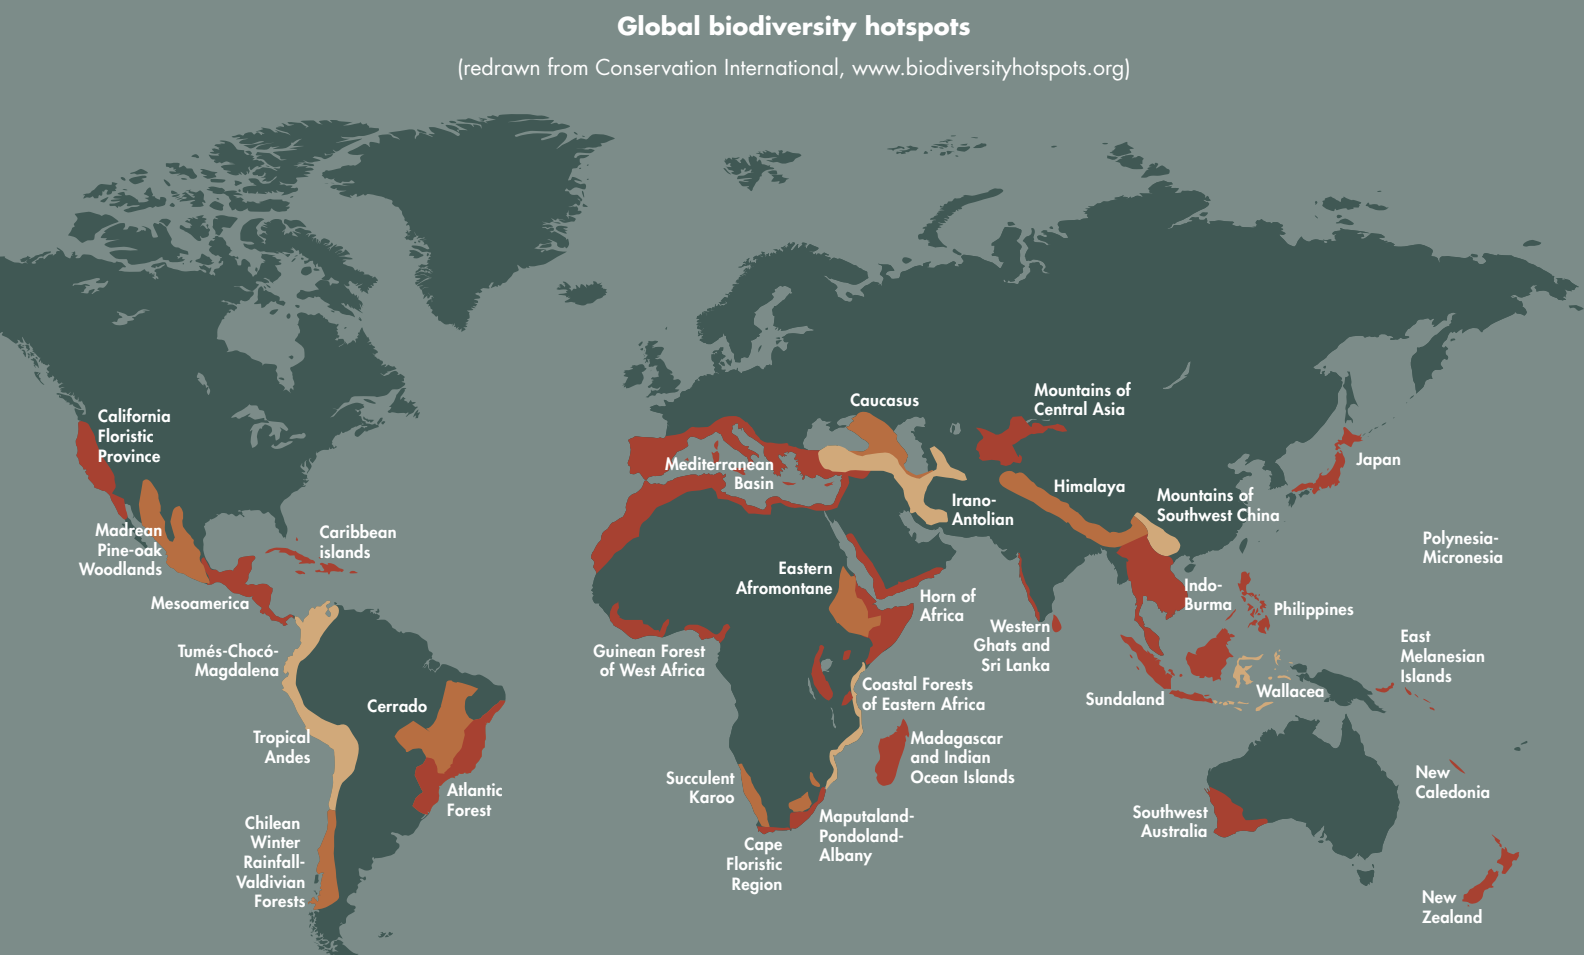 Global biodiversity hotspots
(redrawn from Conservation International, www.biodiversityhotspots.org)
California
Floristic
Province
Madrean
Pine-oak
Woodlands
Caribbean
islands
Mesoamerica
Tumés-Chocó-
Magdalena
Cerrado
Tropical
Andes
Atlantic
Forest
Chilean
Winter
Rainfall-
Valdivian
Forests
Caucasus
Mountains of
Central Asia
Mediterranean
Basin
Irano-
Antolian
Himalaya
Mountains of
Southwest China
Japan
Polynesia-
Micronesia
Eastern
Afromontane
Horn of
Africa
Western
Ghats and
Sri Lanka
Indo-
Burma
Philippines
Guinean Forest
of West Africa
Coastal Forests
of Eastern Africa
Sundaland
Wallacea
East
Melanesian
Islands
Madagascar
and Indian
Ocean Islands
Succulent
Karoo
Maputaland-
Pondoland-
Albany
Cape
Floristic
Region
Southwest
Australia
New
Caledonia
New
Zealand